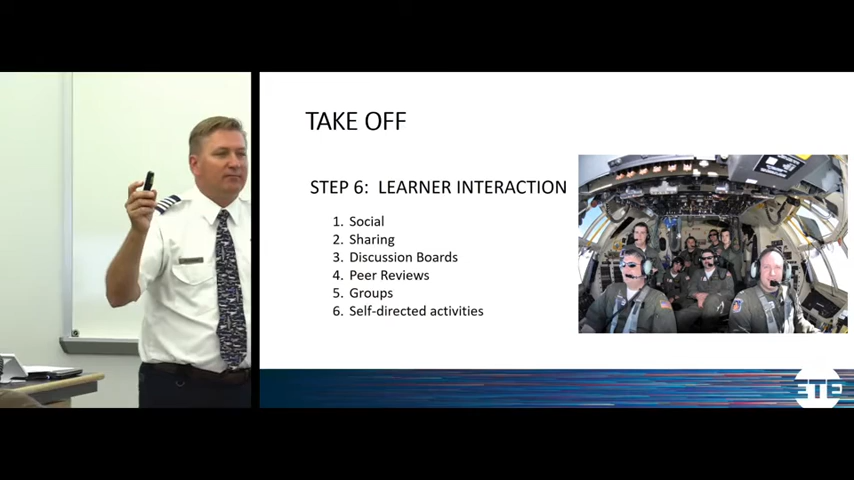 TAKE OFF
STEP 6: LEARNER INTERACTION
1. Social
2. Sharing
3. Discussion Boards
4. Peer Reviews
5. Groups
6. Self-directed activities
ETE